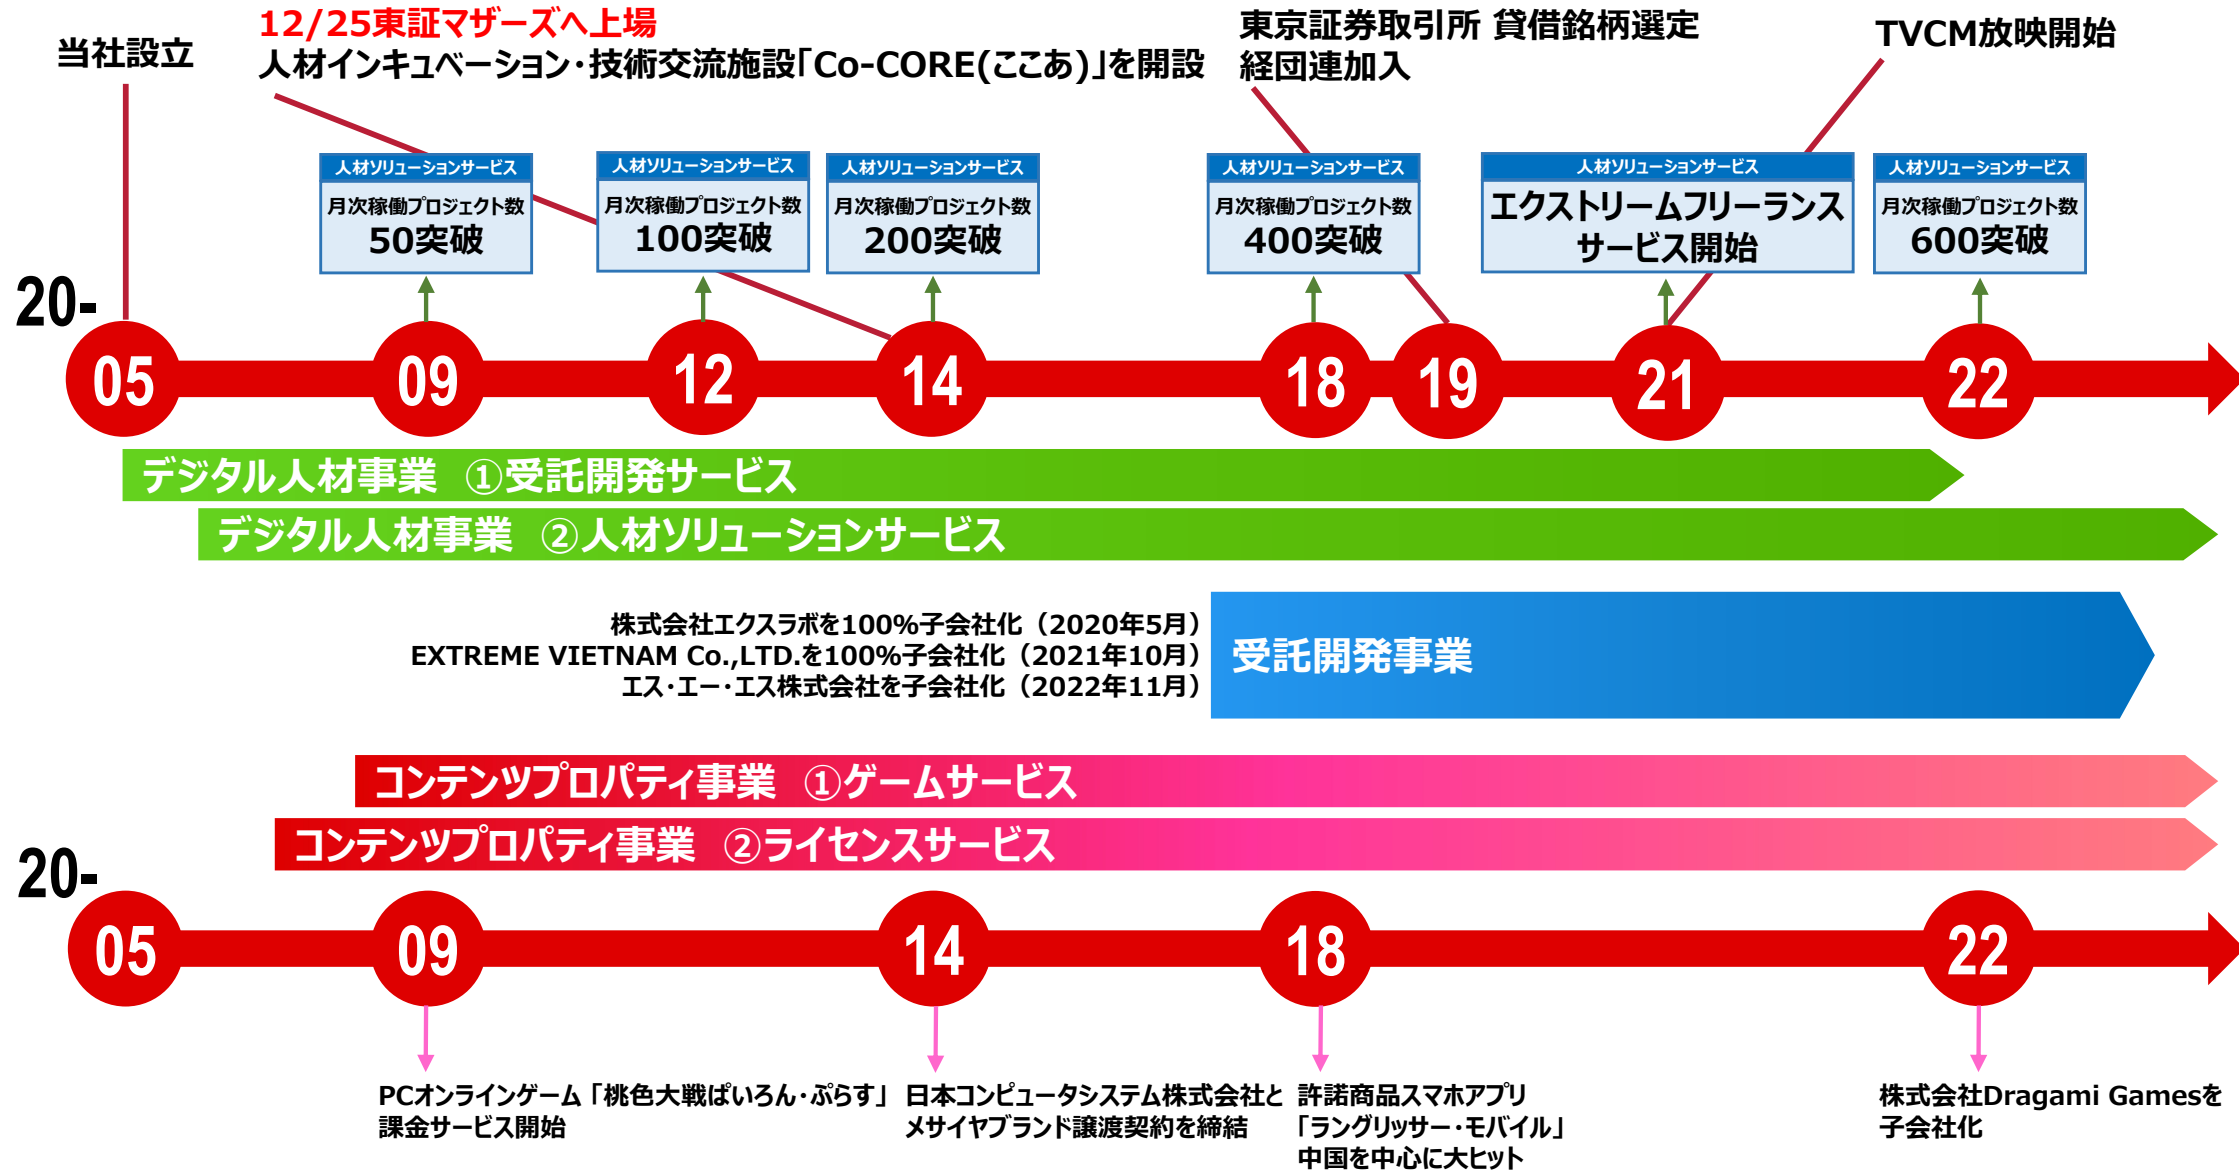 当社設立
12/25東証マザーズへ上場
人材インキュベーション・技術交流施設「Co-CORE(ここあ)」を開設
東京証券取引所 貸借銘柄選定
経団連加入
TVCM放映開始
人材ソリューションサービス
月次稼働プロジェクト数
50突破
人材ソリューションサービス
月次稼働プロジェクト数
100突破
人材ソリューションサービス
月次稼働プロジェクト数
200突破
人材ソリューションサービス
月次稼働プロジェクト数
400突破
人材ソリューションサービス
エクストリームフリーランス
サービス開始
人材ソリューションサービス
月次稼働プロジェクト数
600突破
20-
05
09
12
14
18
19
21
22
デジタル人材事業 ①受託開発サービス
デジタル人材事業 ②人材ソリューションサービス
株式会社エクスラボを100%子会社化（2020年5月）
EXTREME VIETNAM Co.,LTD.を100%子会社化（2021年10月）
エス・エー・エス株式会社を子会社化（2022年11月）
受託開発事業
コンテンツプロパティ事業 ①ゲームサービス
コンテンツプロパティ事業 ②ライセンスサービス
20-
05
09
14
18
22
PCオンラインゲーム「桃色大戦ぱいろん・ぷらす」
課金サービス開始
日本コンピュータシステム株式会社と
メサイヤブランド譲渡契約を締結
許諾商品スマホアプリ
「ラングリッサー・モバイル」
中国を中心に大ヒット
株式会社Dragami Gamesを
子会社化